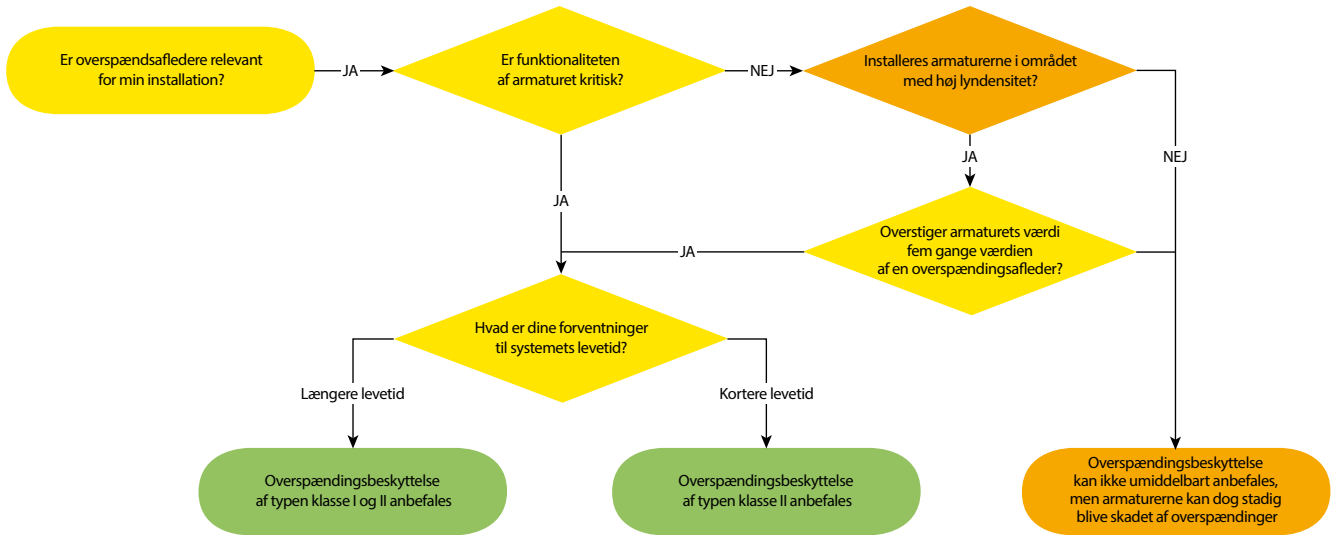 Er overspændsafledere relevant
for min installation?
JA
Er funktionaliteten
af armaturet kritisk?
NEJ
Installeres armaturerne i området
med høj lyndensitet?
JA
NEJ
JA
Overstiger armaturets værdi
fem gange værdien
af en overspændingsafleder?
JA
Hvad er dine forventninger
til systemets levetid?
Længere levetid
Kortere levetid
Overspændingsbeskyttelse
af typen klasse I og II anbefales
Overspændingsbeskyttelse
af typen klasse II anbefales
Overspændingsbeskyttelse
kan ikke umiddelbart anbefales,
men armaturerne kan dog stadig
blive skadet af overspændinger